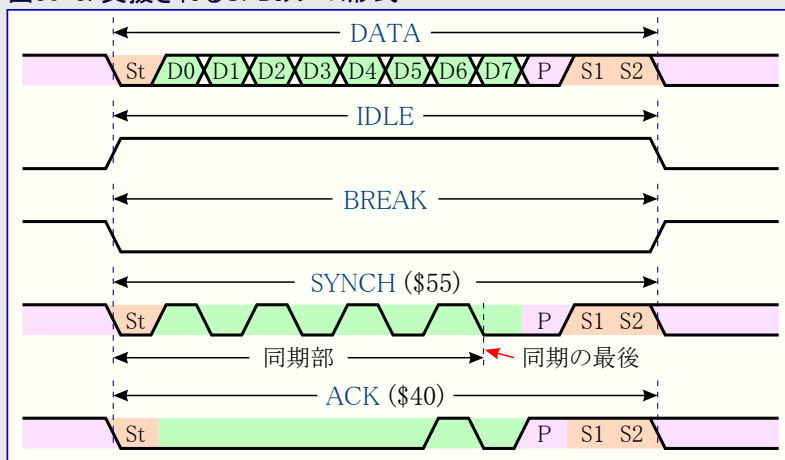 DATA
St D0 D1 D2 D3 D4 D5 D6 D7 P S1 S2
IDLE
BREAK
SYNCH ($55)
St P S1 S2
同期部 同期の最後
ACK ($40)
St P S1 S2